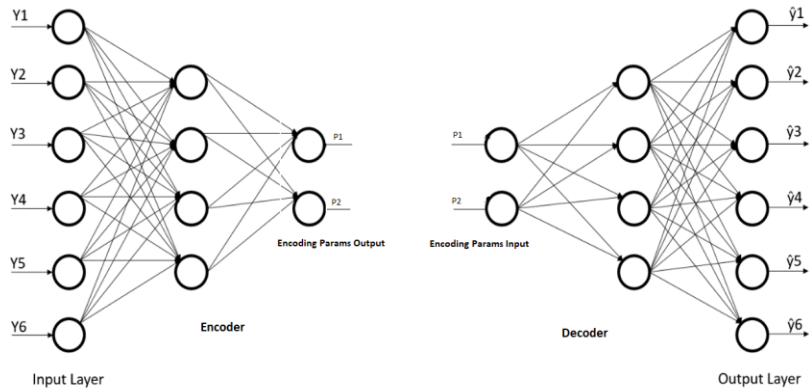 Y1
Y2
Y3
Y4
Y5
Y6
P1
P2
Encoding Params Output
Encoder
Input Layer
P1
P2
Encoding Params Input
Decoder
ŷ1
ŷ2
ŷ3
ŷ4
ŷ5
ŷ6
Output Layer